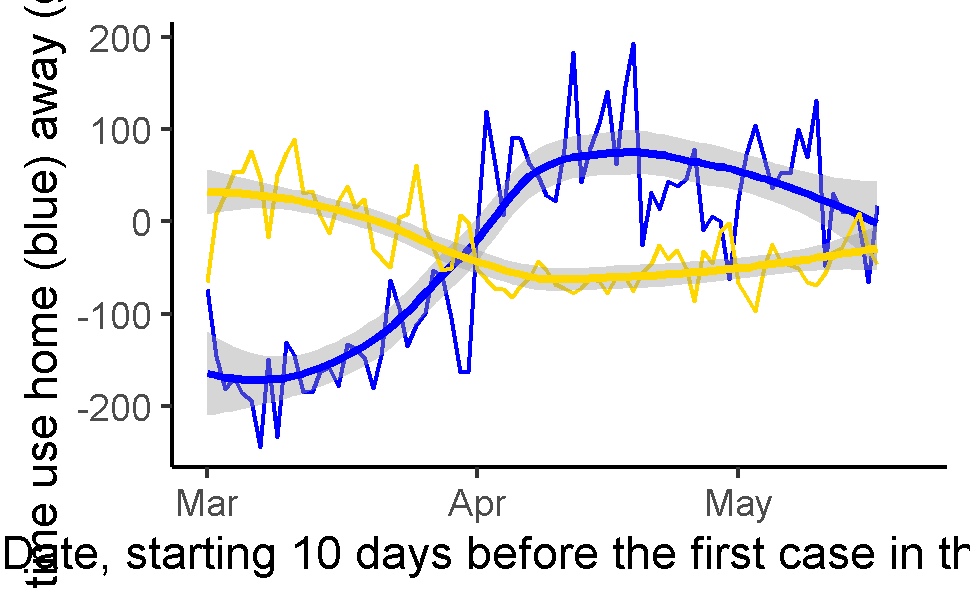 time use home (blue) away (
200
100
0
-100
-200
Mar Apr May
Date, starting 10 days before the first case in th